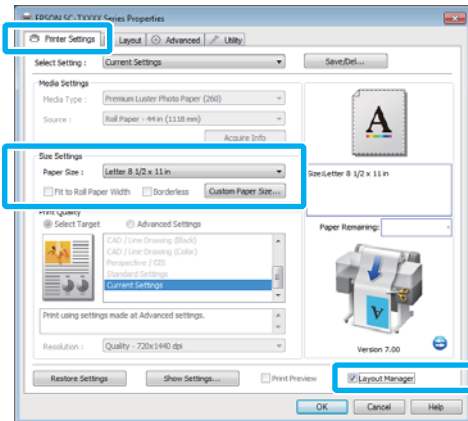 EPSON SC-TXXXX Series Properties
Printer Settings Layout Advanced Utility
Select Setting : Current Settings Save/Del...
Media Settings
Media Type : Premium Luster Photo Paper (260)
Source : Roll Paper - 44 in (1118 mm)
Acquire Info
Size Settings
Paper Size : Letter 8 1/2 x 11 in
Fit to Roll Paper Width Borderless Custom Paper Size...
A
Size:Letter 8 1/2 x 11 in
Print Quality
Select Target Advanced Settings
CAD / Line Drawing (Black)
CAD / Line Drawing (Color)
Perspective / GIS
Standard Settings
Current Settings
Paper Remaining:
A
Print using settings made at Advanced settings.
Resolution : Quality - 720x1440 dpi
Version 7.00
Restore Settings Show Settings... Print Preview Layout Manager
OK Cancel Help